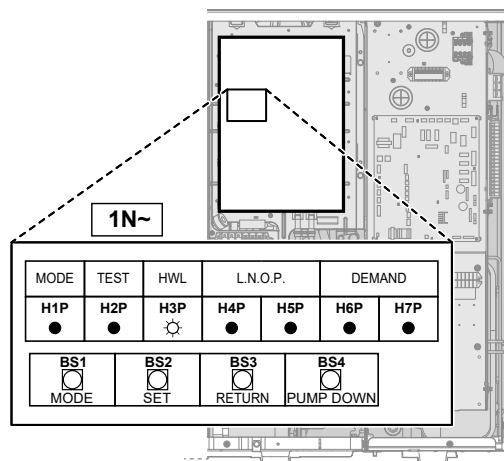 1N~
MODE TEST HWL L.N.O.P. DEMAND
H1P H2P H3P H4P H5P H6P H7P
BS1 BS2 BS3 BS4
MODE SET RETURN PUMP DOWN